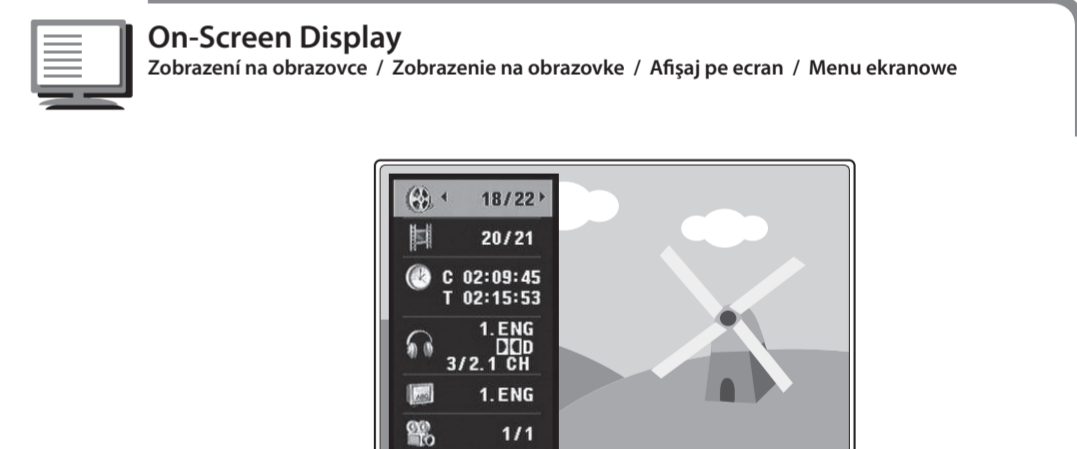 On-Screen Display
Zobrazení na obrazovce / Zobrazenie na obrazovke / Afişaj pe ecran / Menu ekranowe
18/22
20/21
C 02:09:45
T 02:15:53
1.ENG
D
3/2.1 CH
ABC
1.ENG
1/1